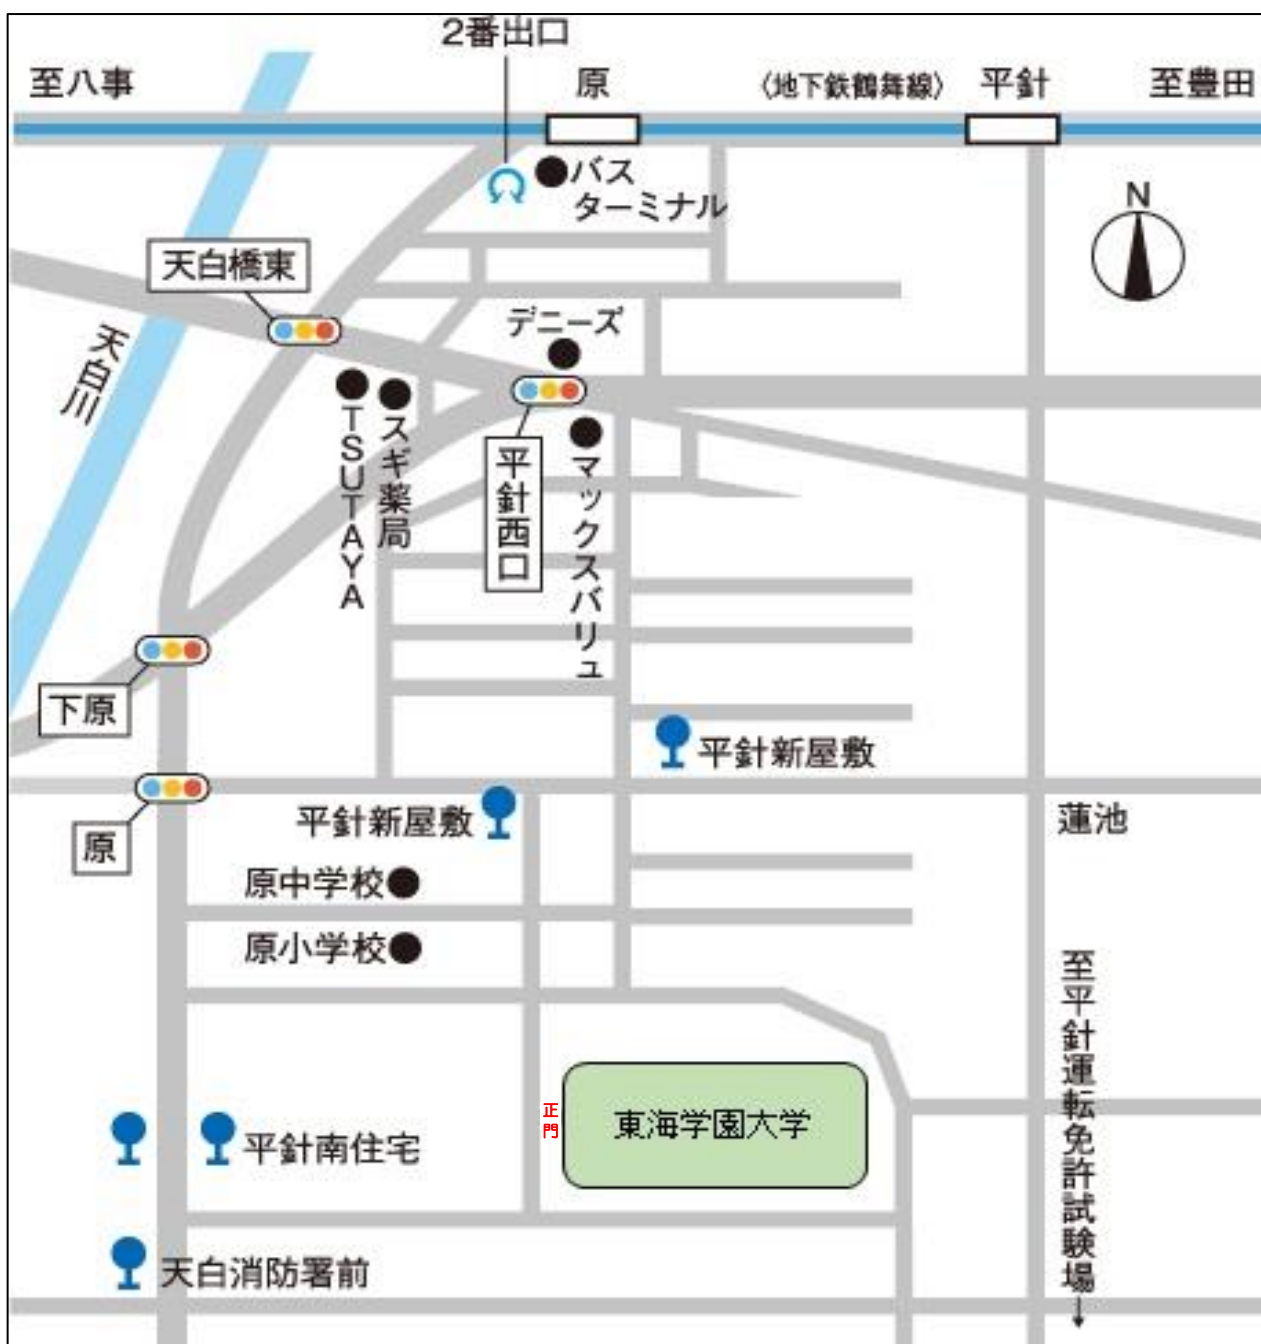 2番出口
至八事
原
〈地下鉄鶴舞線〉
平針
至豊田
バス
ターミナル
N
天白橋東
デニーズ
天白川
TSUTAYA
スギ薬局
平針西口
マックスバリュ
下原
平針新屋敷
原
平針新屋敷
蓮池
原中学校
原小学校
至平針運転免許試験場→
正門
東海学園大学
平針南住宅
天白消防署前